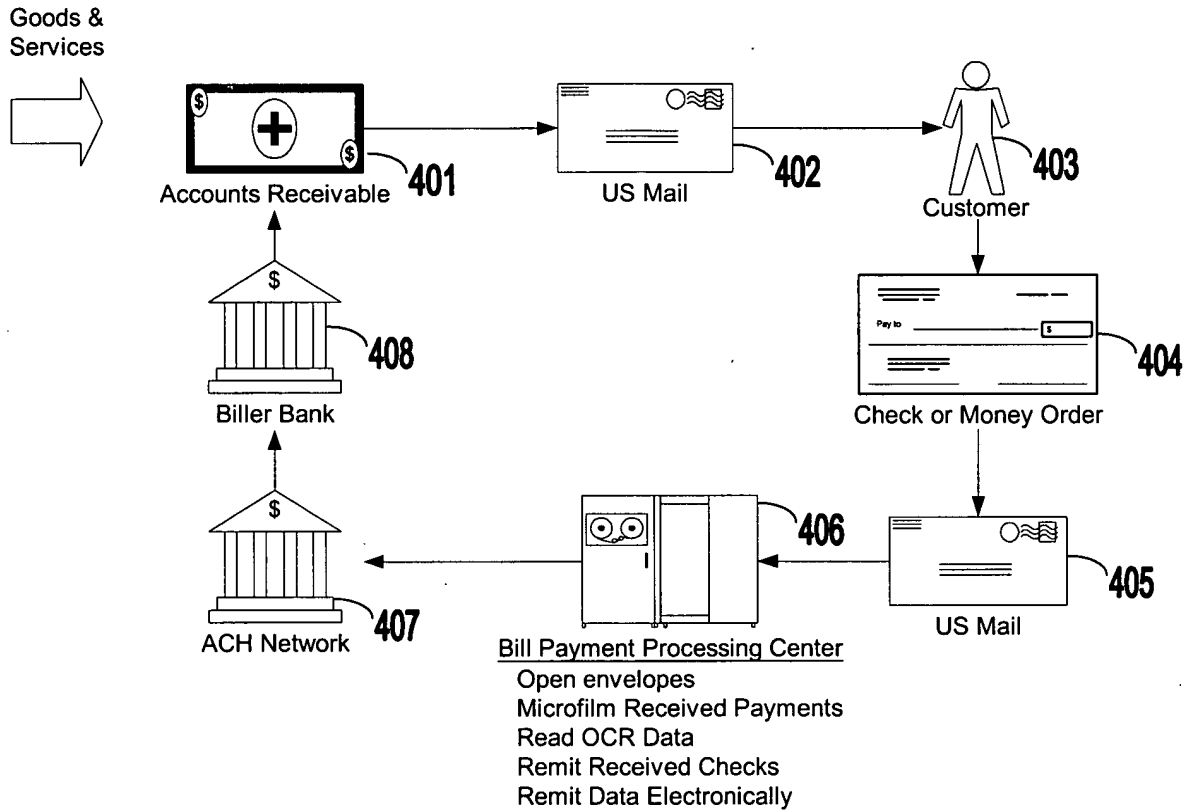 Goods &
Services
$
$
401
Accounts Receivable
402
US Mail
403
Customer
$
408
Biller Bank
Pay to
$
404
Check or Money Order
$
407
ACH Network
406
405
US Mail
Bill Payment Processing Center
Open envelopes
Microfilm Received Payments
Read OCR Data
Remit Received Checks
Remit Data Electronically